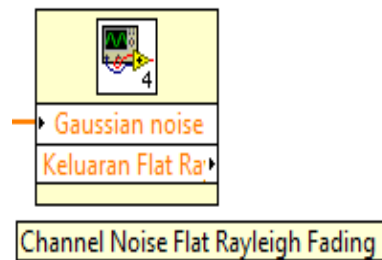 4
Gaussian noise
Keluaran Flat Ra
Channel Noise Flat Rayleigh Fading